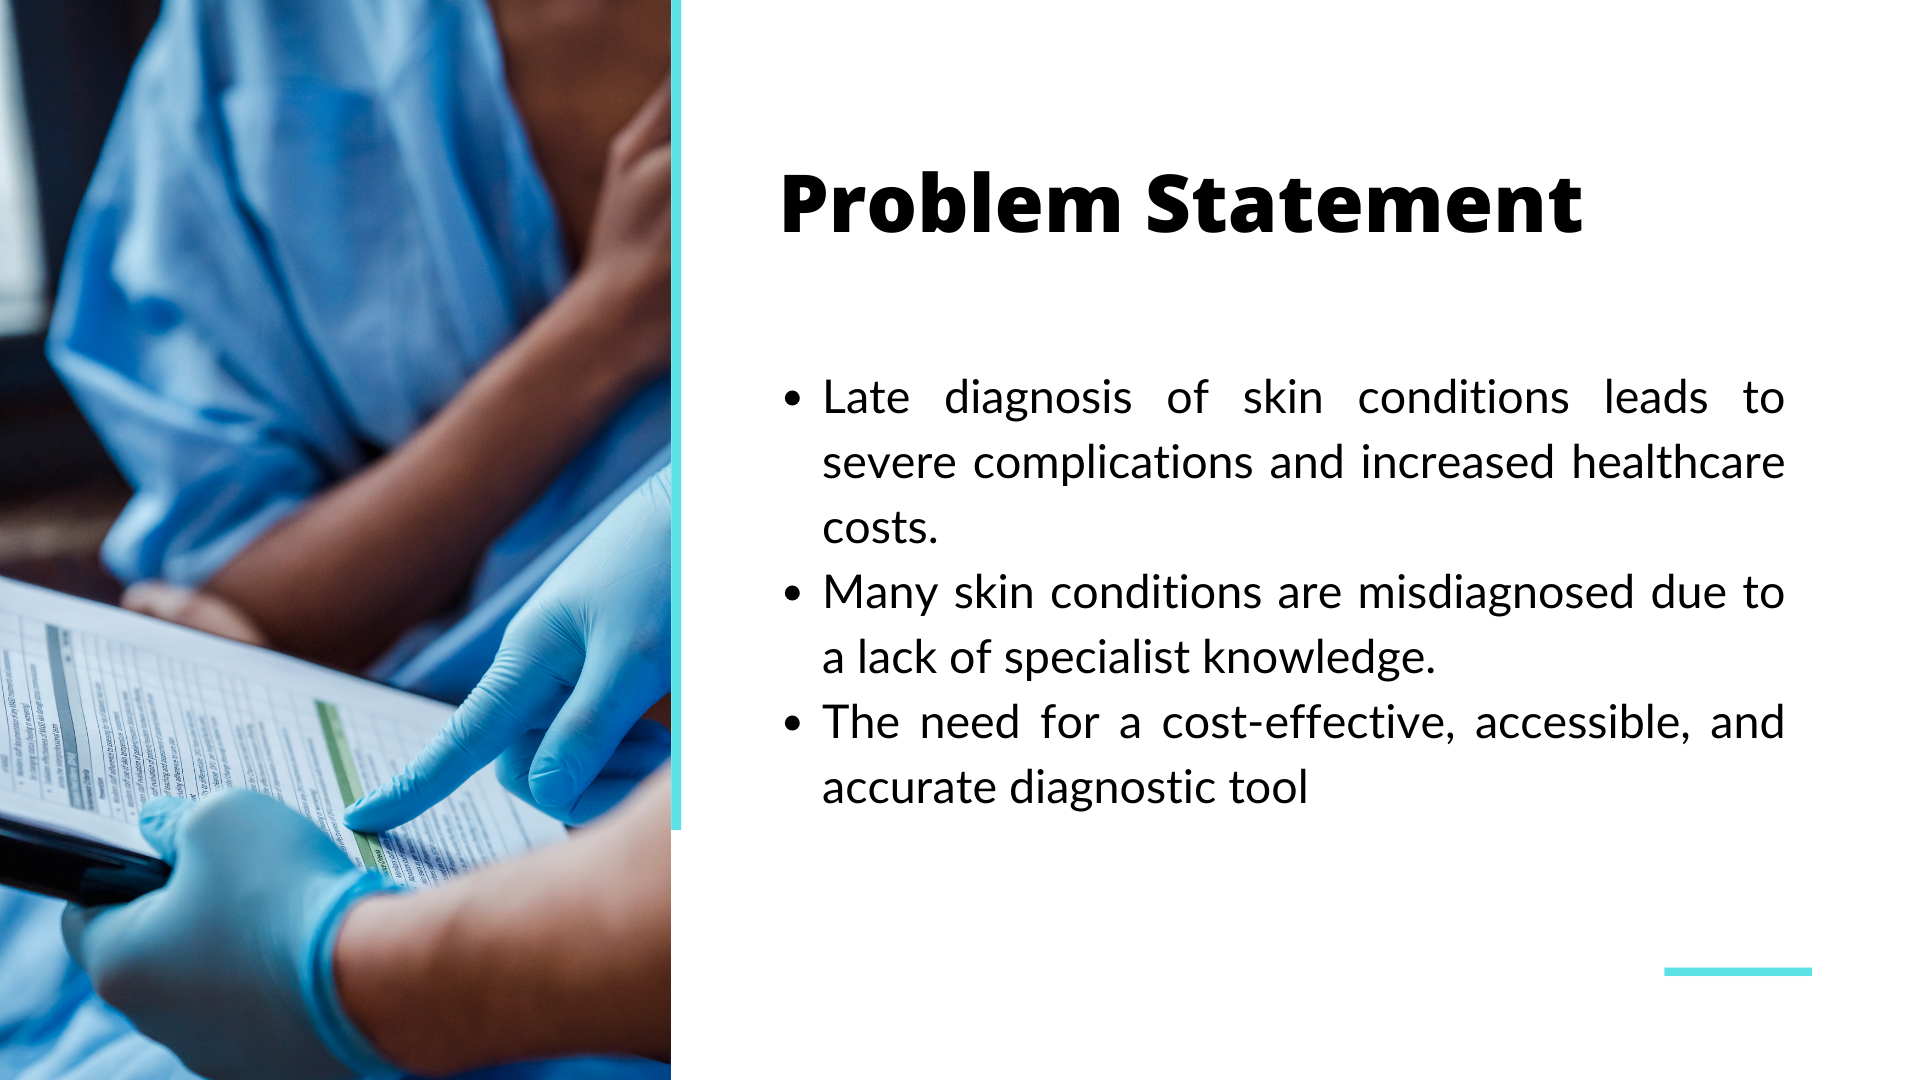 Problem Statement
• Late diagnosis of skin conditions leads to
severe complications and increased healthcare
costs.
• Many skin conditions are misdiagnosed due to
a lack of specialist knowledge.
• The need for a cost-effective, accessible, and
accurate diagnostic tool